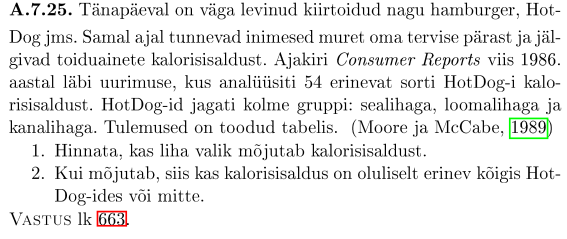 A.7.25. Tänapäeval on väga levinud kiirtoidud nagu hamburger, Hot-
Dog jms. Samal ajal tunnevad inimesed muret oma tervise pärast ja jäl-
givad toiduainete kalorisisaldust. Ajakiri Consumer Reports viis 1986.
aastal läbi uurimuse, kus analüüsiti 54 erinevat sorti HotDog-i kalo-
risisaldust. HotDog-id jagati kolme gruppi: sealihaga, loomalihaga ja
kanalihaga. Tulemused on toodud tabelis. (Moore ja McCabe, 1989)
1. Hinnata, kas liha valik mõjutab kalorisisaldust.
2. Kui mõjutab, siis kas kalorisisaldus on oluliselt erinev kõigis Hot-
Dog-ides või mitte.
VASTUS lk 663.